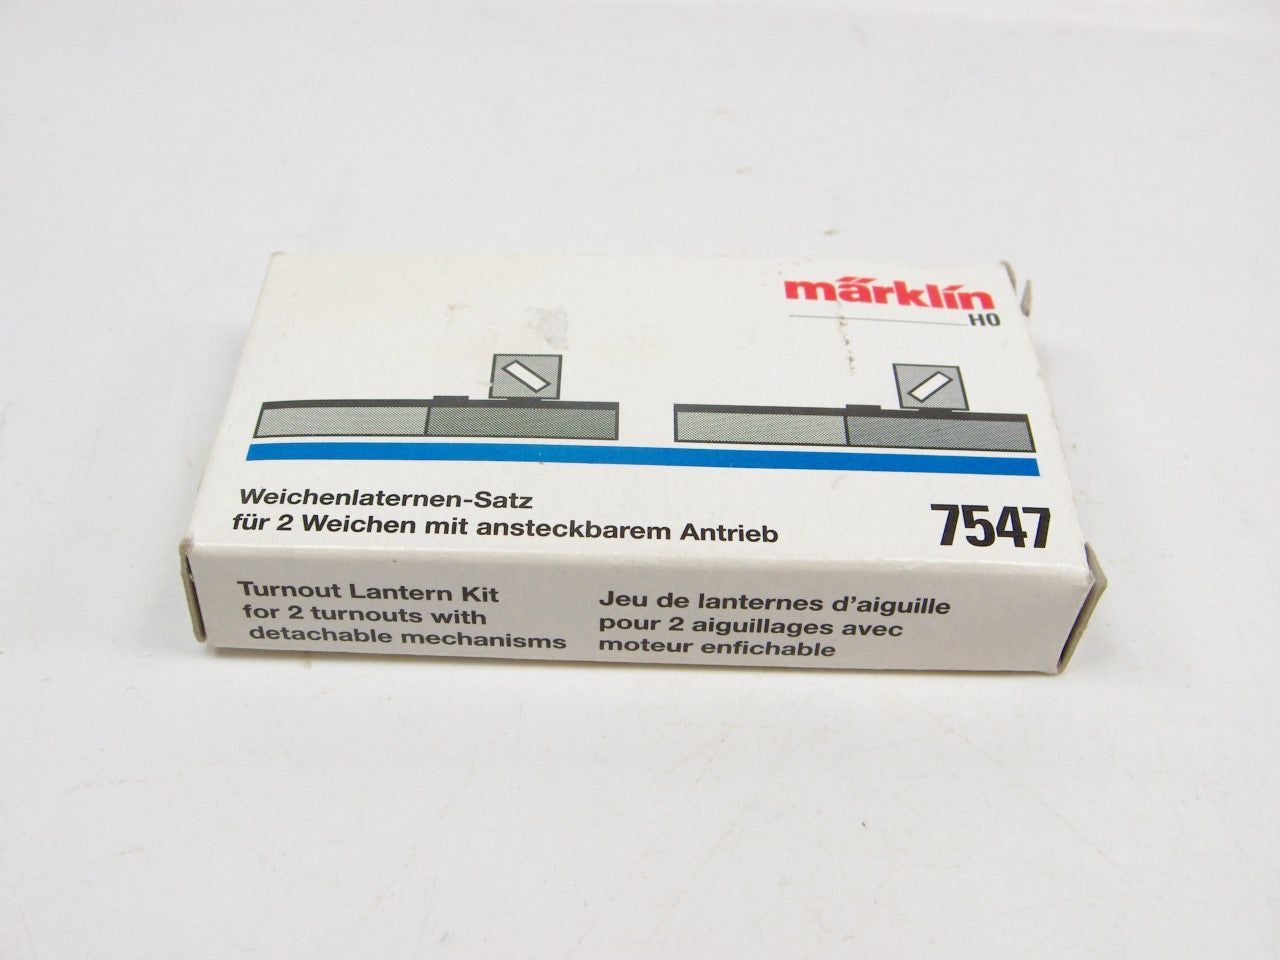 märklin
H0
Weichenlaternen-Satz
für 2 Weichen mit ansteckbarem Antrieb
7547
Turnout Lantern Kit
for 2 turnouts with
detachable mechanisms
Jeu de lanternes d'aiguille
pour 2 aiguillages avec
moteur enfichable